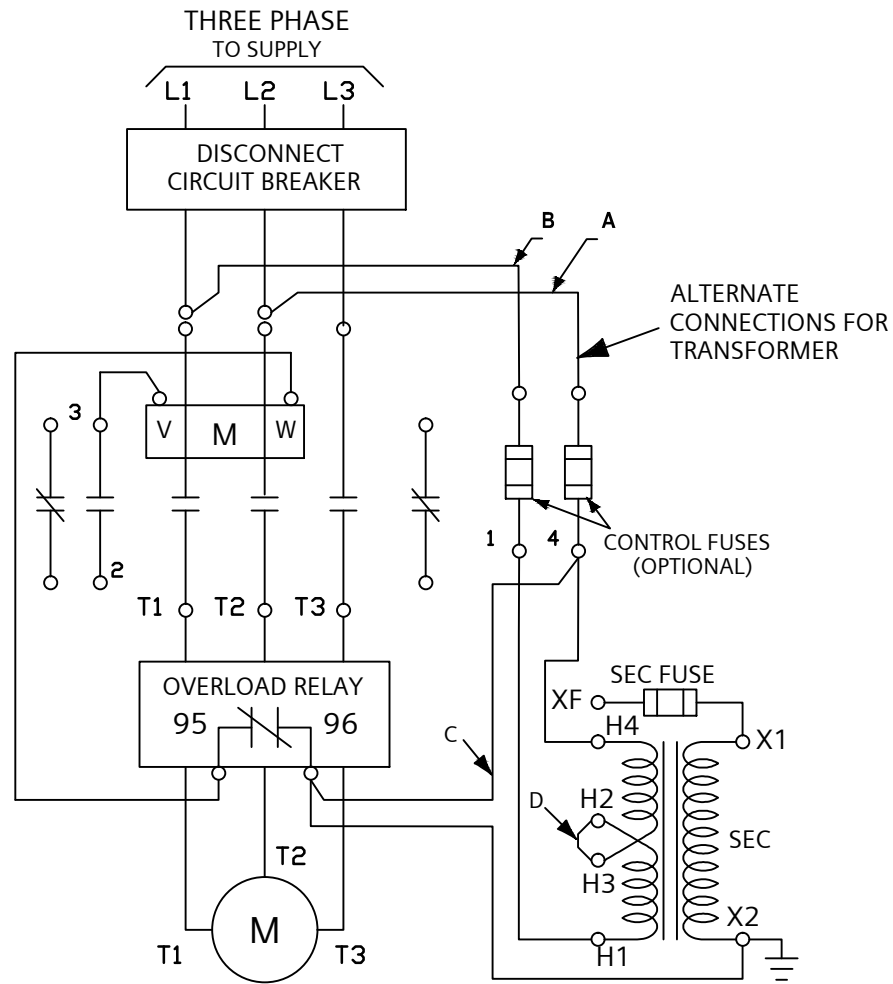 THREE PHASE
TO SUPPLY
L1 L2 L3
DISCONNECT
CIRCUIT BREAKER
B A
ALTERNATE
CONNECTIONS FOR
TRANSFORMER
3
V M W
1 4
CONTROL FUSES
(OPTIONAL)
2
T1 T2 T3
OVERLOAD RELAY
95 96
SEC FUSE
XF
H4 X1
C
D H2
SEC
H3
T2
X2
M
T1 T3
H1